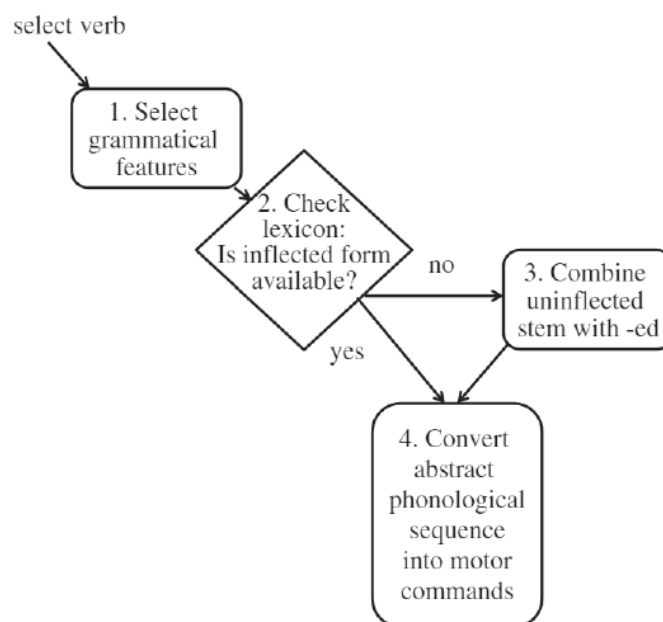 select verb
1. Select
grammatical
features
2. Check
lexicon:
Is inflected form
available?
no
yes
3. Combine
uninflected
stem with -ed
4. Convert
abstract
phonological
sequence
into motor
commands